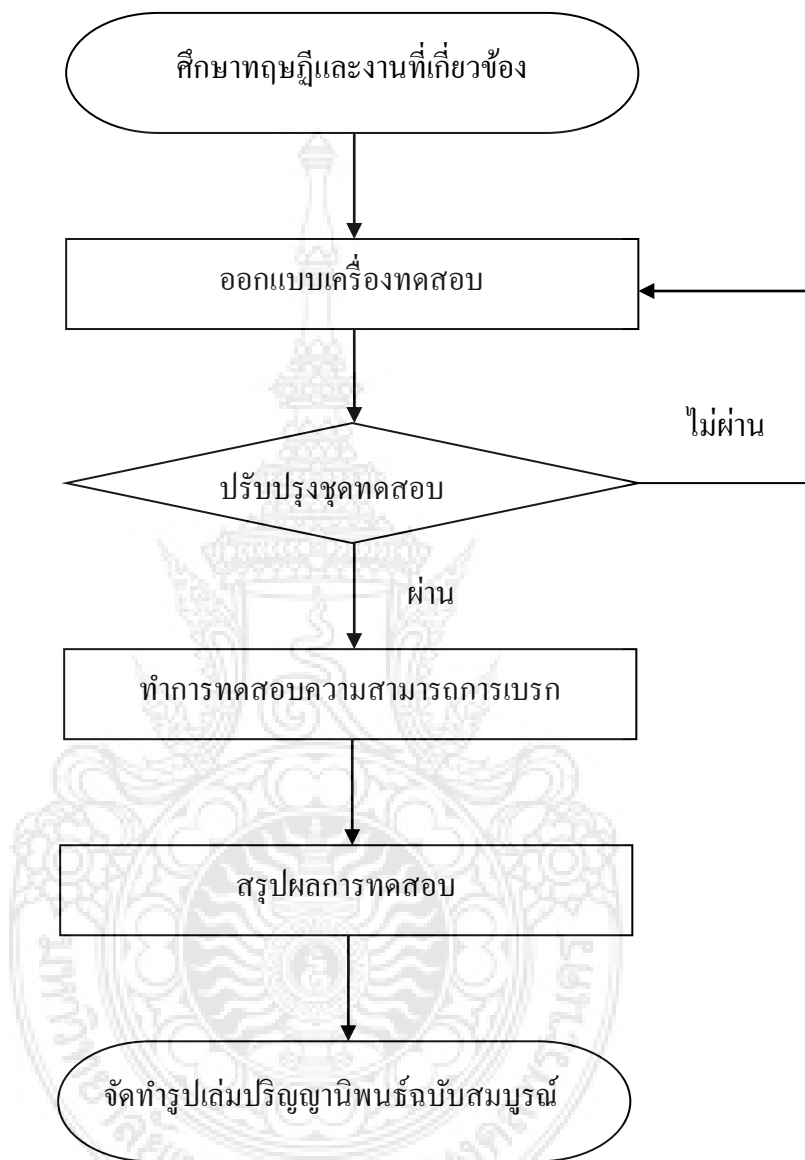 ศึกษาทฤษฎีและงานที่เกี่ยวข้อง
ออกแบบเครื่องทดสอบ
ไม่ผ่าน
ปรับปรุงชุดทดสอบ
ผ่าน
ทำการทดสอบความสามารถการเบรก
สรุปผลการทดสอบ
จัดทำรูปเล่มปริญญานิพนธ์ฉบับสมบูรณ์